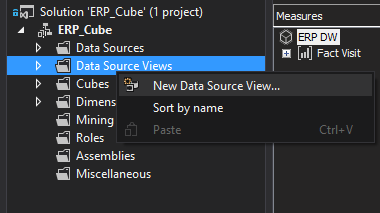 Solution 'ERP_Cube' (1 project)
ERP_Cube
Data Sources
Data Source Views
Cubes
Dimens
Mining
Roles
Assemblies
Miscellaneous
New Data Source View...
Sort by name
Paste Ctrl+V
Measures
ERP DW
Fact Visit